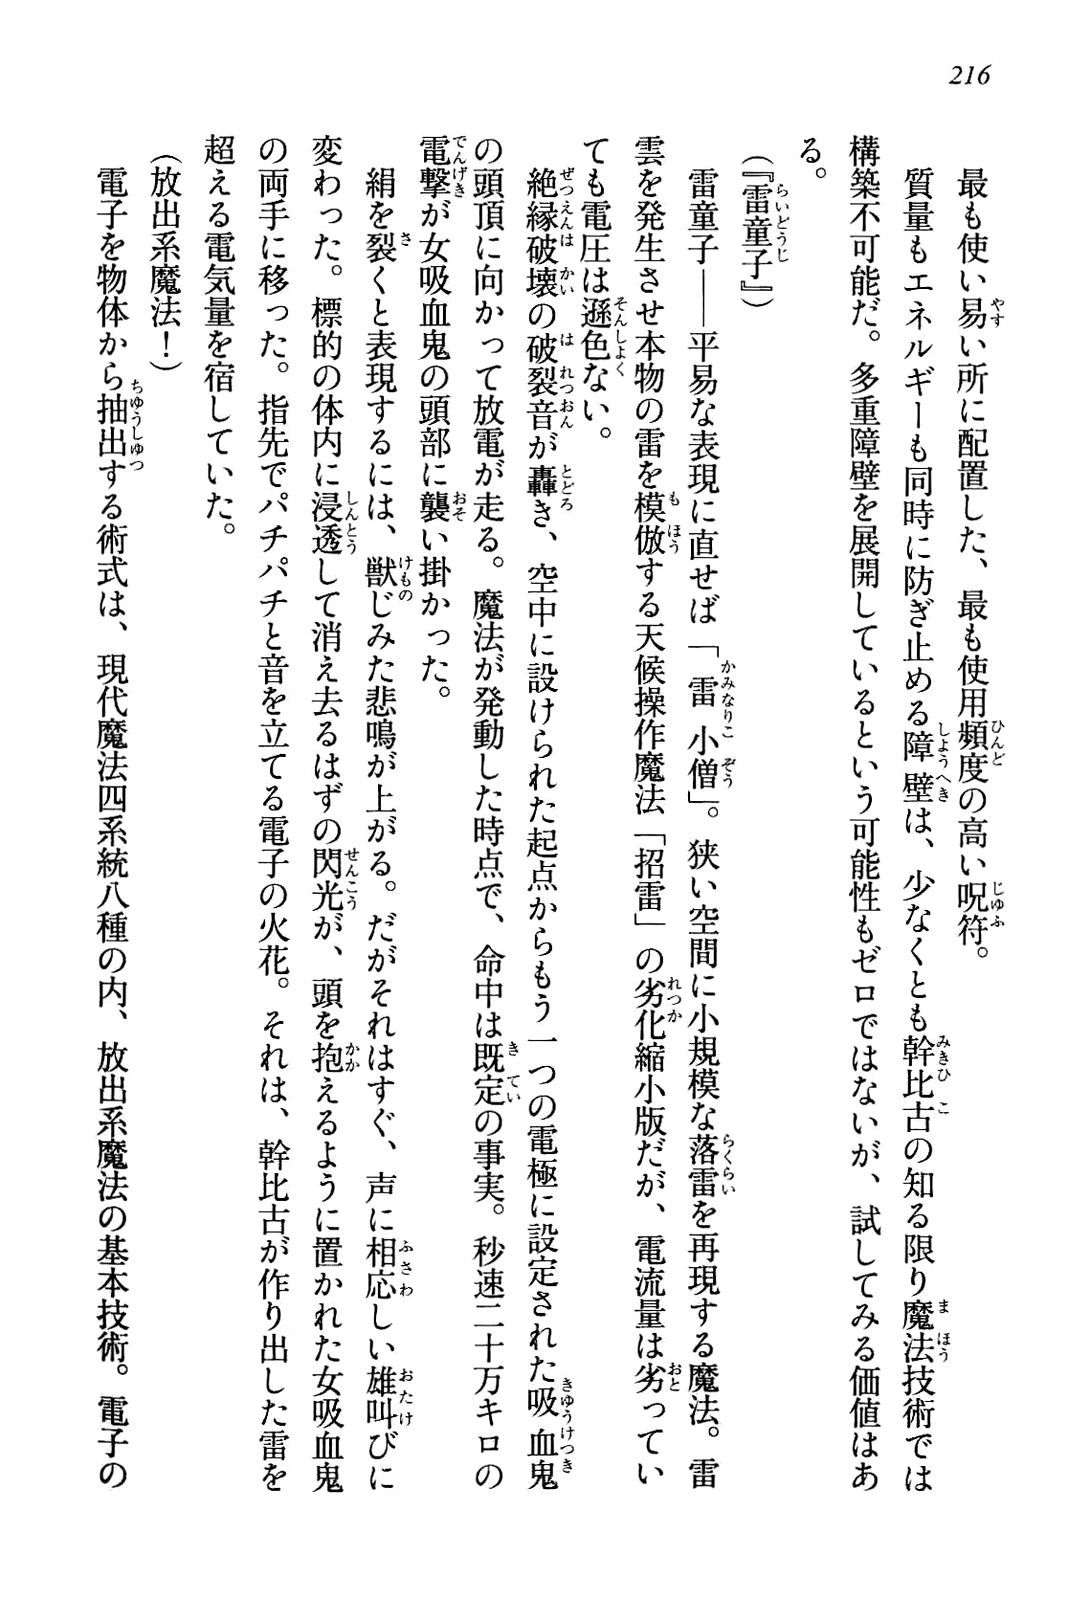 216
最も使い易い所に配置した、最も使用頻度の高い呪符。
質量もエネルギーも同時に防ぎ止める障壁は、少なくとも幹比古の知る限り魔法技術では
構築不可能だ。多重障壁を展開しているという可能性もゼロではないが、試してみる価値はあ
る。
（『雷童子』）
雷童子――平易な表現に直せば「雷小僧」。狭い空間に小規模な落雷を再現する魔法。雷
雲を発生させ本物の雷を模倣する天候操作魔法「招雷」の劣化縮小版だが、電流量は劣ってい
ても電圧は遜色ない。
絶縁破壊の破裂音が轟き、空中に設けられた起点からもう一つの電極に設定された吸血鬼
の頭頂に向かって放電が走る。魔法が発動した時点で、命中は既定の事実。秒速二十万キロの
電撃が女吸血鬼の頭部に襲い掛かった。
絹を裂くと表現するには、獣じみた悲鳴が上がる。だがそれはすぐ、声に相応しい雄叫びに
変わった。標的の体内に浸透して消え去るはずの閃光が、頭を抱えるように置かれた女吸血鬼
の両手に移った。指先でパチパチと音を立てる電子の火花。それは、幹比古が作り出した雷を
超える電気量を宿していた。
（放出系魔法！）
電子を物体から抽出する術式は、現代魔法四系統八種の内、放出系魔法の基本技術。電子の